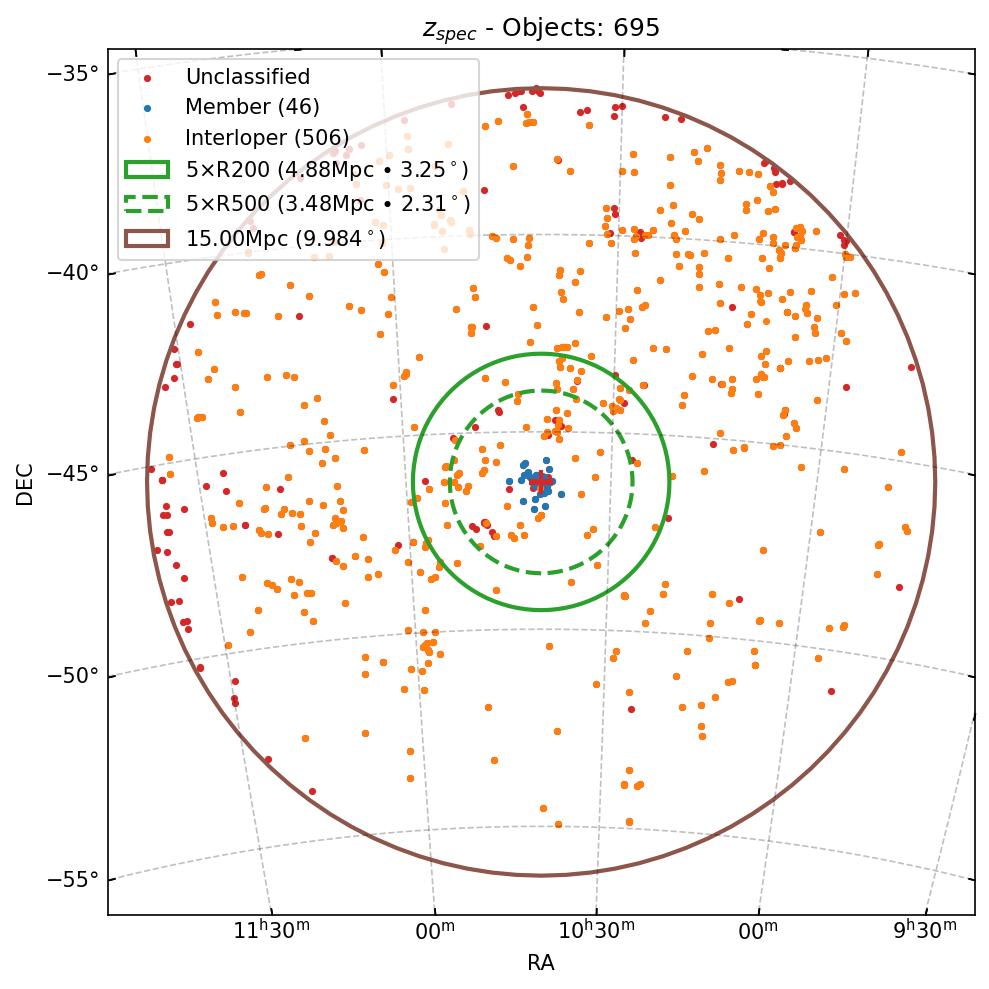 z_spec - Objects: 695
Unclassified
Member (46)
Interloper (506)
5×R200 (4.88Mpc • 3.25°)
5×R500 (3.48Mpc • 2.31°)
15.00Mpc (9.984°)
−35°
−40°
−45°
−50°
−55°
DEC
11h30m 00m 10h30m 00m 9h30m
RA